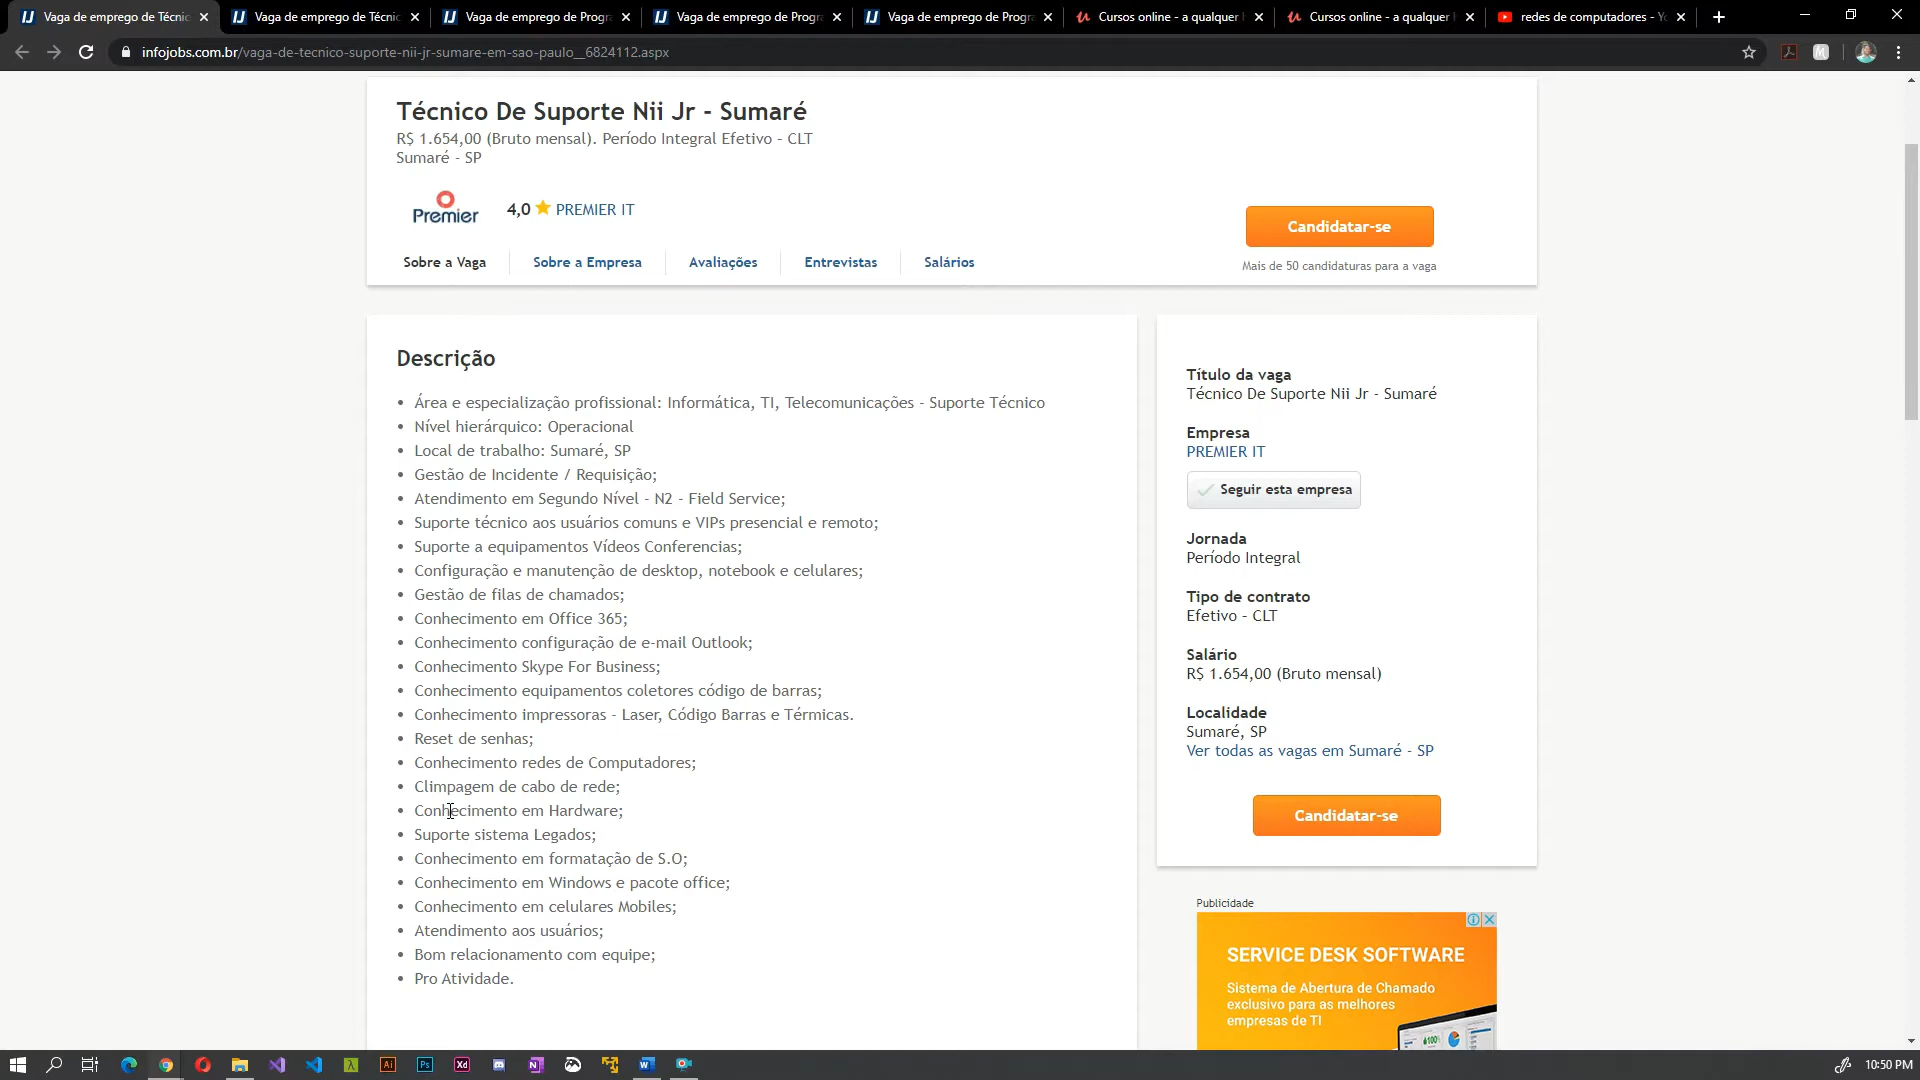 Vaga de emprego de Técnic
Vaga de emprego de Técnic
Vaga de emprego de Progra
Vaga de emprego de Progra
Vaga de emprego de Progra
Cursos online - a qualquer
Cursos online - a qualquer
redes de computadores - Yo
infojobs.com.br/vaga-de-tecnico-suporte-nii-jr-sumare-em-sao-paulo__6824112.aspx
Técnico De Suporte Nii Jr - Sumaré
R$ 1.654,00 (Bruto mensal). Período Integral Efetivo - CLT
Sumaré - SP
Premier
4,0 PREMIER IT
Candidatar-se
Mais de 50 candidaturas para a vaga
Sobre a Vaga Sobre a Empresa Avaliações Entrevistas Salários
Descrição
• Área e especialização profissional: Informática, TI, Telecomunicações - Suporte Técnico
• Nível hierárquico: Operacional
• Local de trabalho: Sumaré, SP
• Gestão de Incidente / Requisição;
• Atendimento em Segundo Nível - N2 - Field Service;
• Suporte técnico aos usuários comuns e VIPs presencial e remoto;
• Suporte a equipamentos Vídeos Conferencias;
• Configuração e manutenção de desktop, notebook e celulares;
• Gestão de filas de chamados;
• Conhecimento em Office 365;
• Conhecimento configuração de e-mail Outlook;
• Conhecimento Skype For Business;
• Conhecimento equipamentos coletores código de barras;
• Conhecimento impressoras - Laser, Código Barras e Térmicas.
• Reset de senhas;
• Conhecimento redes de Computadores;
• Climpagem de cabo de rede;
• Conhecimento em Hardware;
• Suporte sistema Legados;
• Conhecimento em formatação de S.O;
• Conhecimento em Windows e pacote office;
• Conhecimento em celulares Mobiles;
• Atendimento aos usuários;
• Bom relacionamento com equipe;
• Pro Atividade.
Título da vaga
Técnico De Suporte Nii Jr - Sumaré
Empresa
PREMIER IT
Seguir esta empresa
Jornada
Período Integral
Tipo de contrato
Efetivo - CLT
Salário
R$ 1.654,00 (Bruto mensal)
Localidade
Sumaré, SP
Ver todas as vagas em Sumaré - SP
Candidatar-se
Publicidade
SERVICE DESK SOFTWARE
Sistema de Abertura de Chamado
exclusivo para as melhores
empresas de TI
100%
Ai
Ps
Xd
N
W
10:50 PM